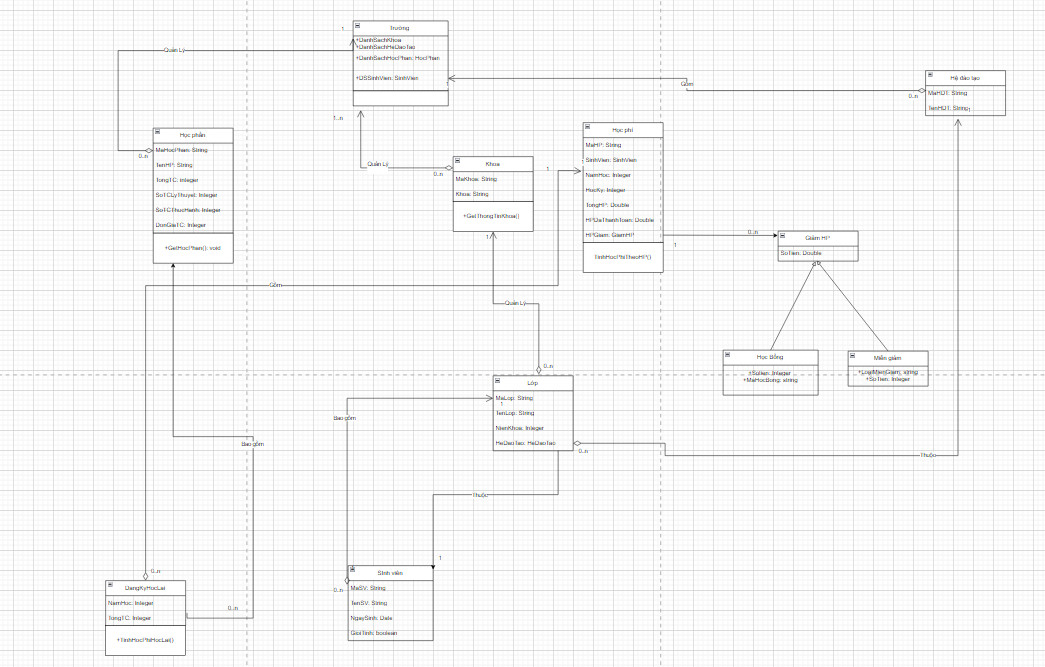 Trường
+DanhSachKhoa
+DanhSachHeDaoTao
+DanhSachHocPhan: HocPhan
+DSSinhVien: SinhVien
1
1
1..n
Quản Lý
0..n
Gồm
0..n
Hệ đào tạo
MaHDT: String
TenHDT: String
1
Học phần
MaHocPhan: String
TenHP: String
TongTC: integer
SoTCLyThuyet: Integer
SoTCThucHanh: Integer
DonGiaTC: Integer
+GetHocPhan(): void
Quản Lý
0..n
Khoa
MaKhoa: String
Khoa: String
+GetThongTinKhoa()
1
Học phí
MaHP: String
SinhVien: SinhVien
NamHoc: Integer
HocKy: Integer
TongHP: Double
HPDaThanhToan: Double
HPGiam: GiamHP
TinhHocPhiTheoHP()
1
1
0..n
Giảm HP
SoTien: Double
Gồm
Quản Lý
0..n
Học Bổng
+Sotien: Integer
+MaHocBong: string
Miễn giảm
+LoaiMienGiam: string
+SoTien: Integer
Lớp
MaLop: String
1
TenLop: String
NienKhoa: Integer
HeDaoTao: HeDaoTao
0..n
Bao gồm
Bao gồm
Thuộc
Thuộc
1
0..n
Sinh viên
MaSV: String
TenSV: String
NgaySinh: Date
GioiTinh: boolean
0..n
DangKyHocLai
NamHoc: Integer
TongTC: Integer
+TinhHocPhiHocLai()
0..n